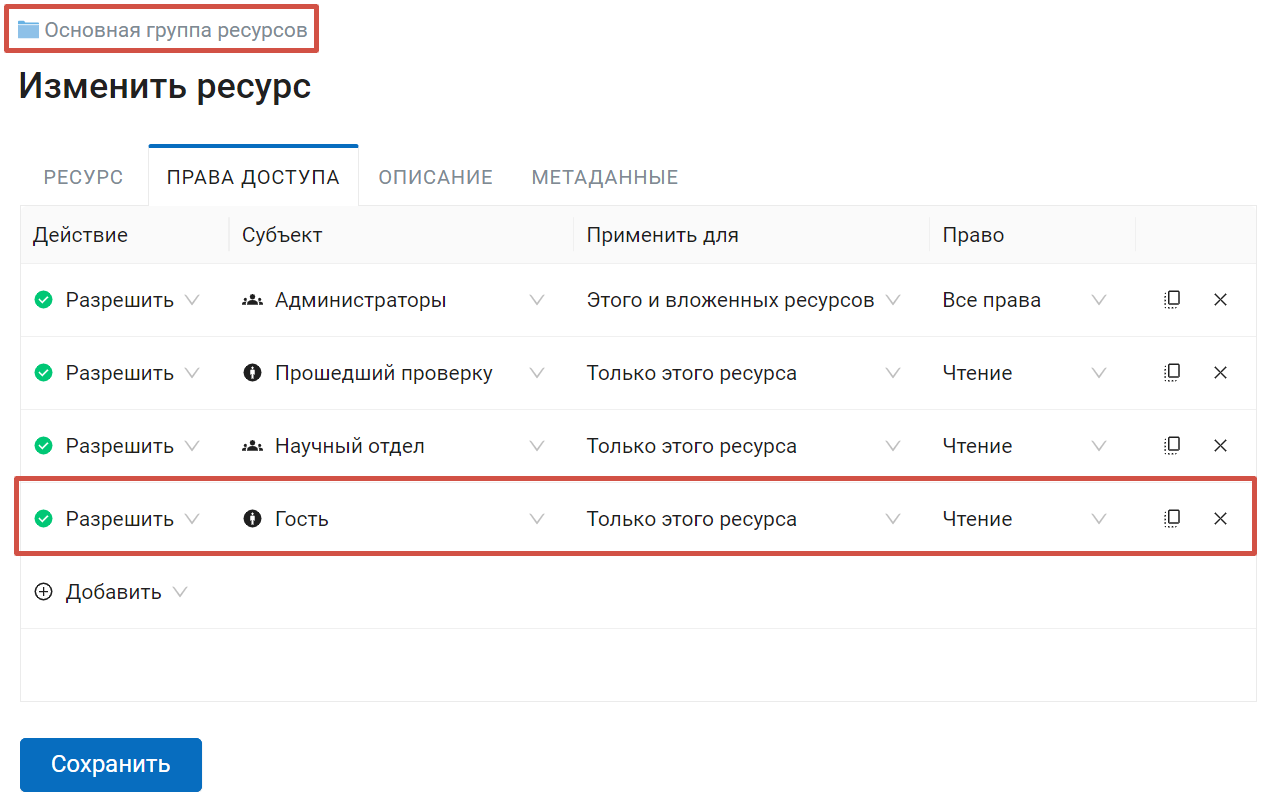 Основная группа ресурсов
Изменить ресурс
РЕСУРС ПРАВА ДОСТУПА ОПИСАНИЕ МЕТАДАННЫЕ
Действие Субъект Применить для Право
Разрешить Администраторы Этого и вложенных ресурсов Все права
Разрешить Прошедший проверку Только этого ресурса Чтение
Разрешить Научный отдел Только этого ресурса Чтение
Разрешить Гость Только этого ресурса Чтение
Добавить
Сохранить